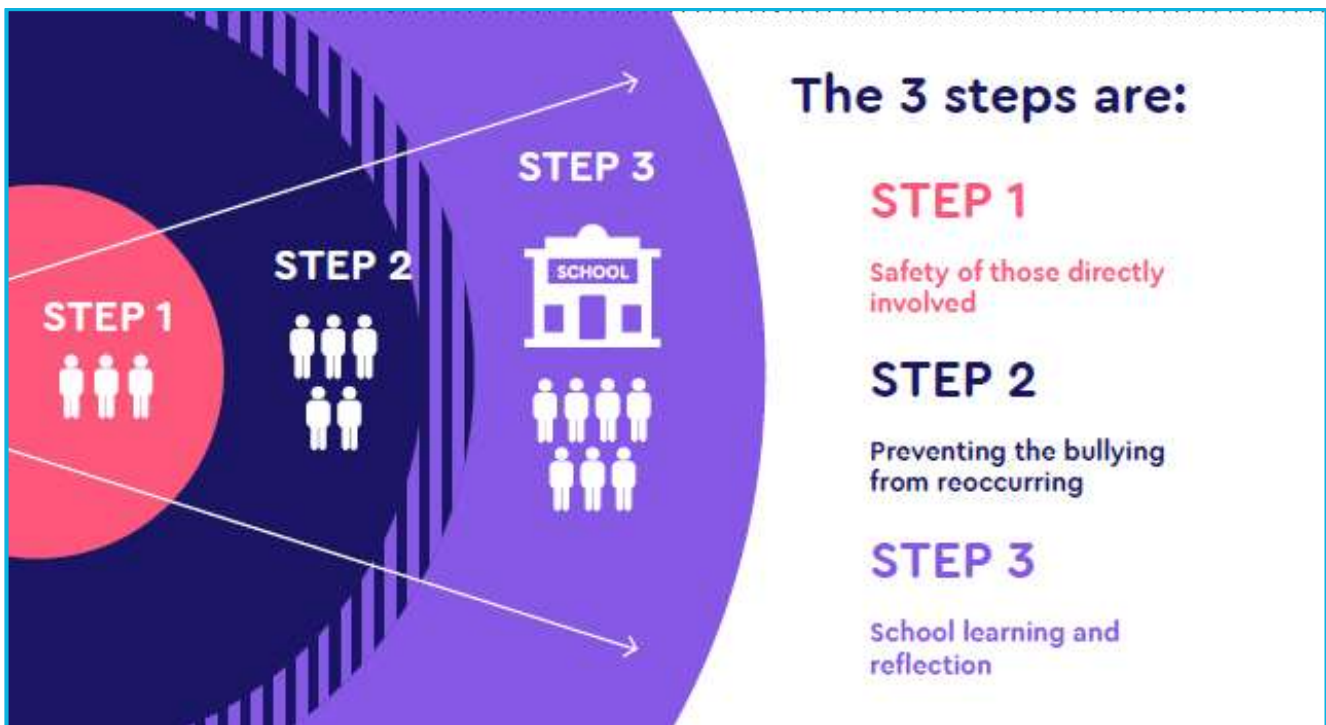 STEP 1
STEP 2
STEP 3
SCHOOL
The 3 steps are:
STEP 1
Safety of those directly
involved
STEP 2
Preventing the bullying
from reoccurring
STEP 3
School learning and
reflection